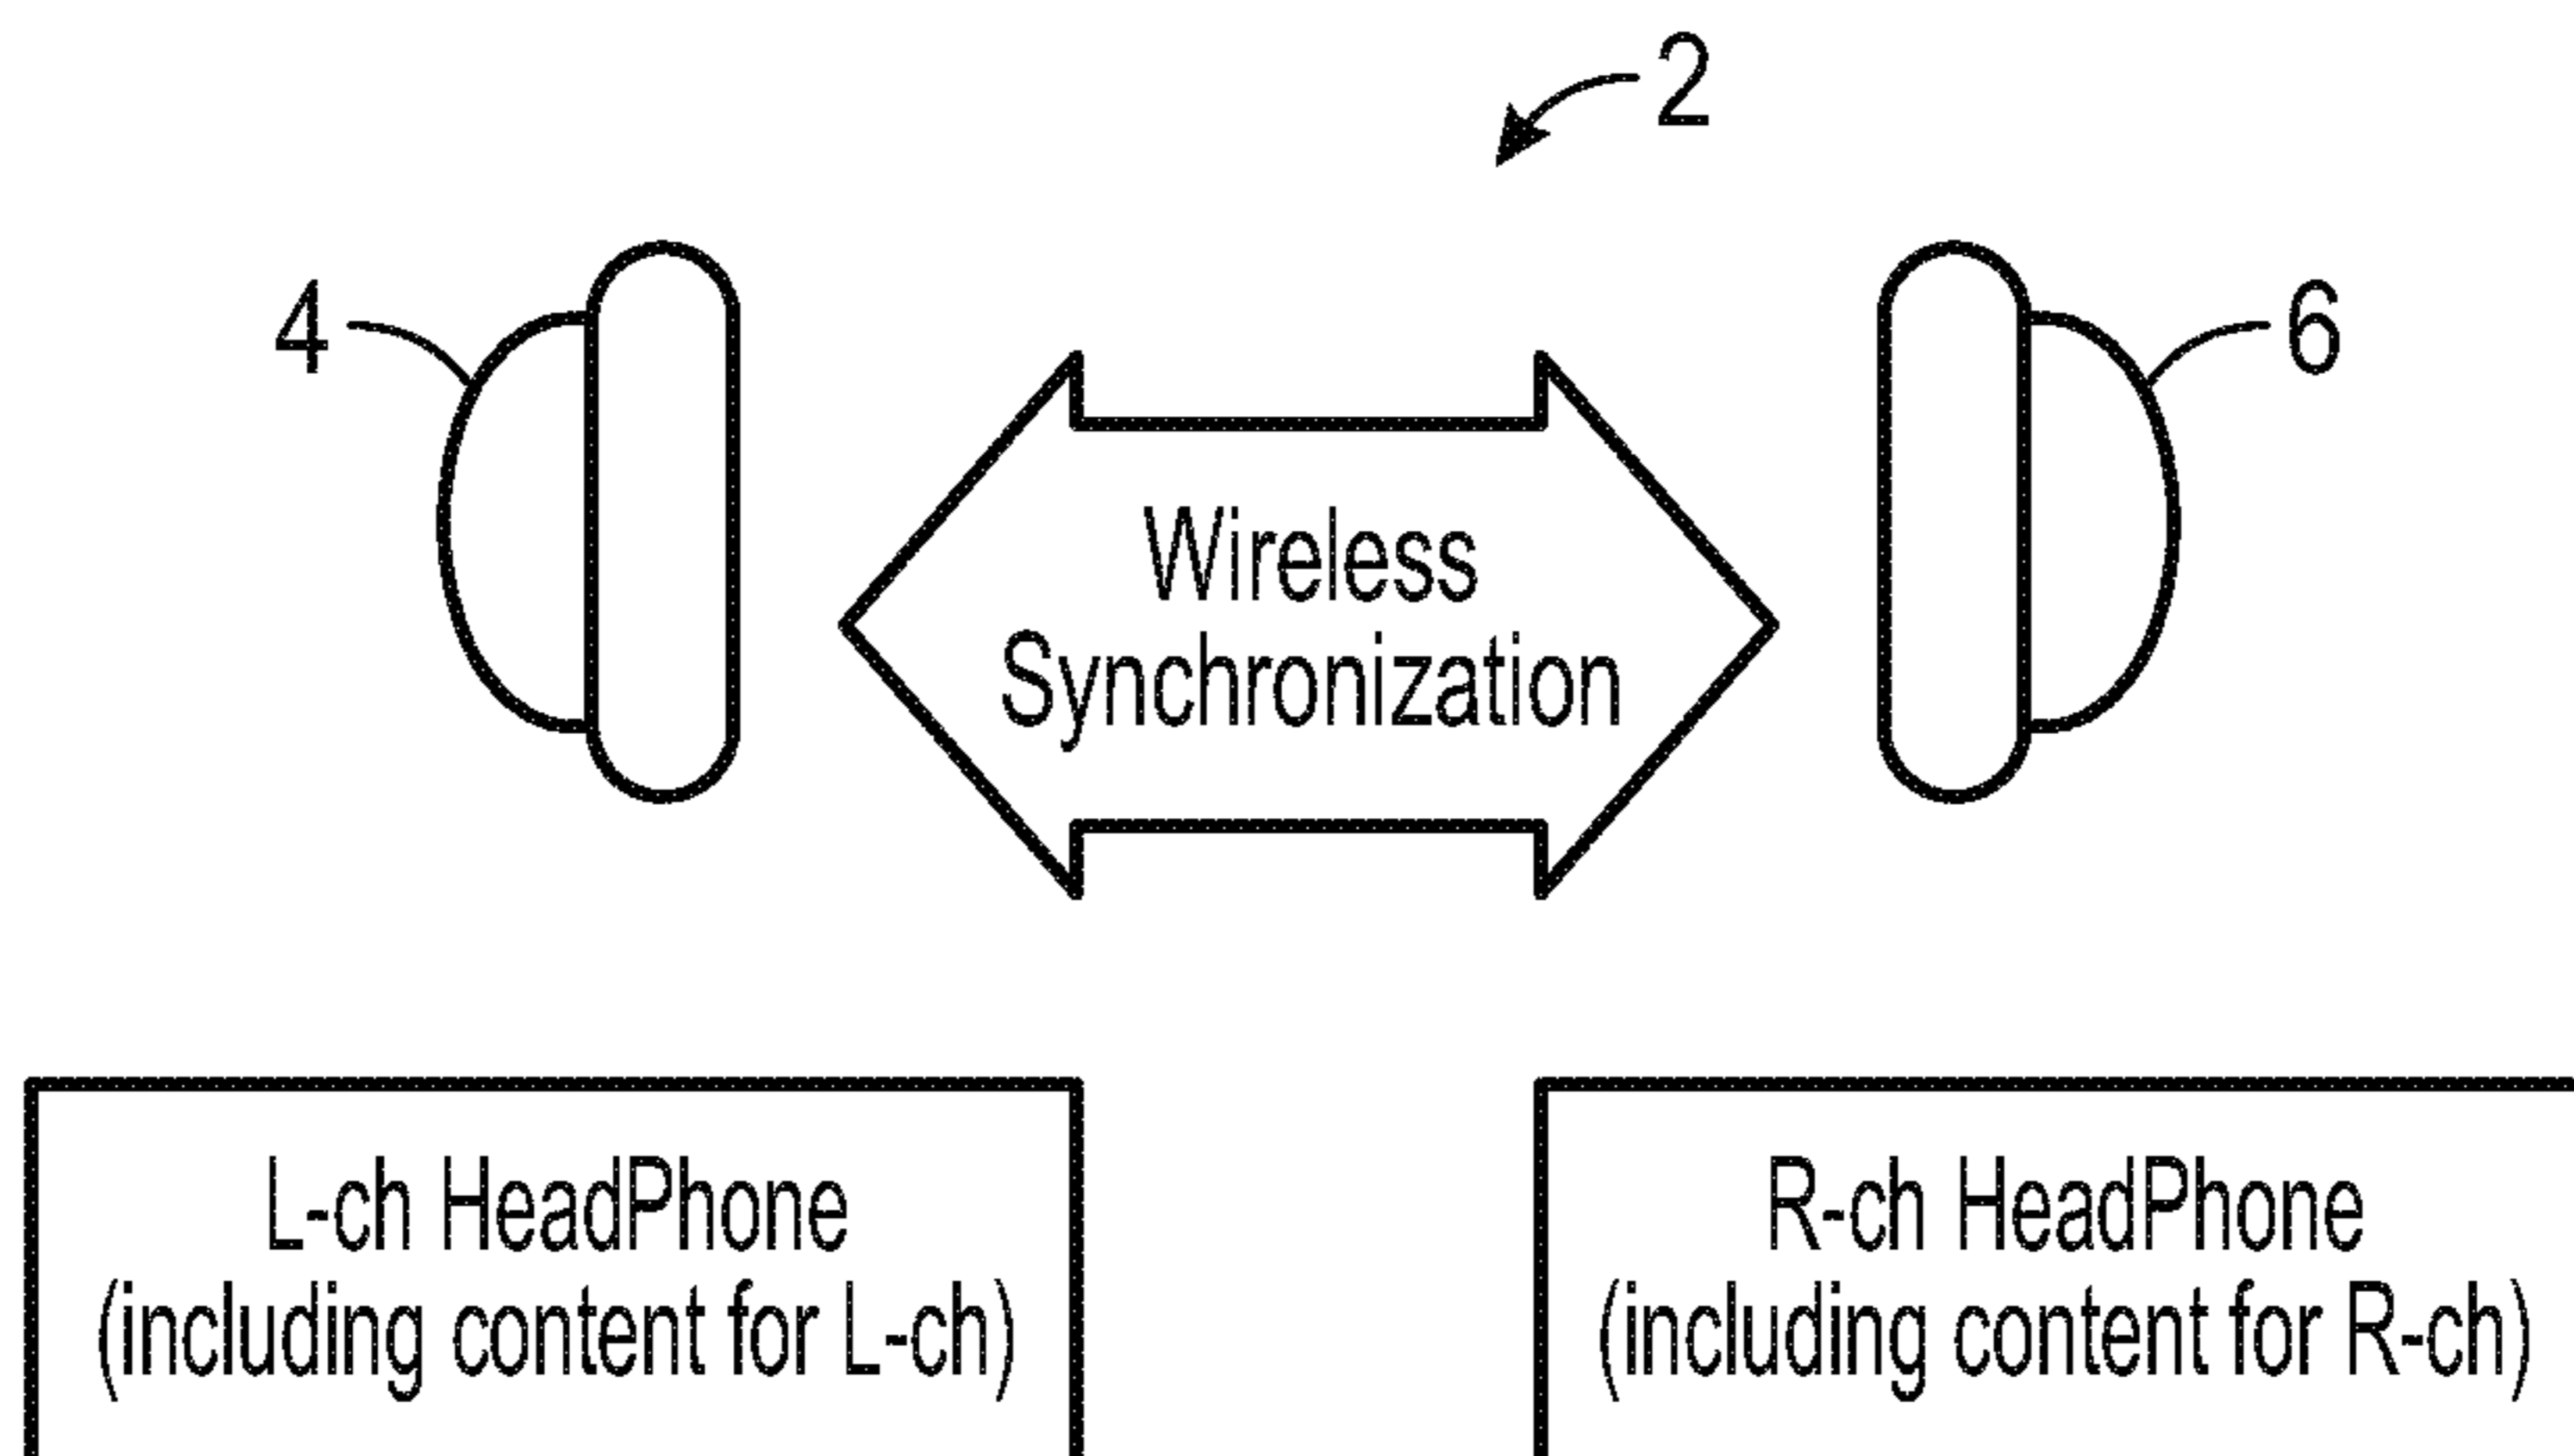 2
4
6
Wireless
Synchronization
L-ch HeadPhone
(including content for L-ch)
R-ch HeadPhone
(including content for R-ch)